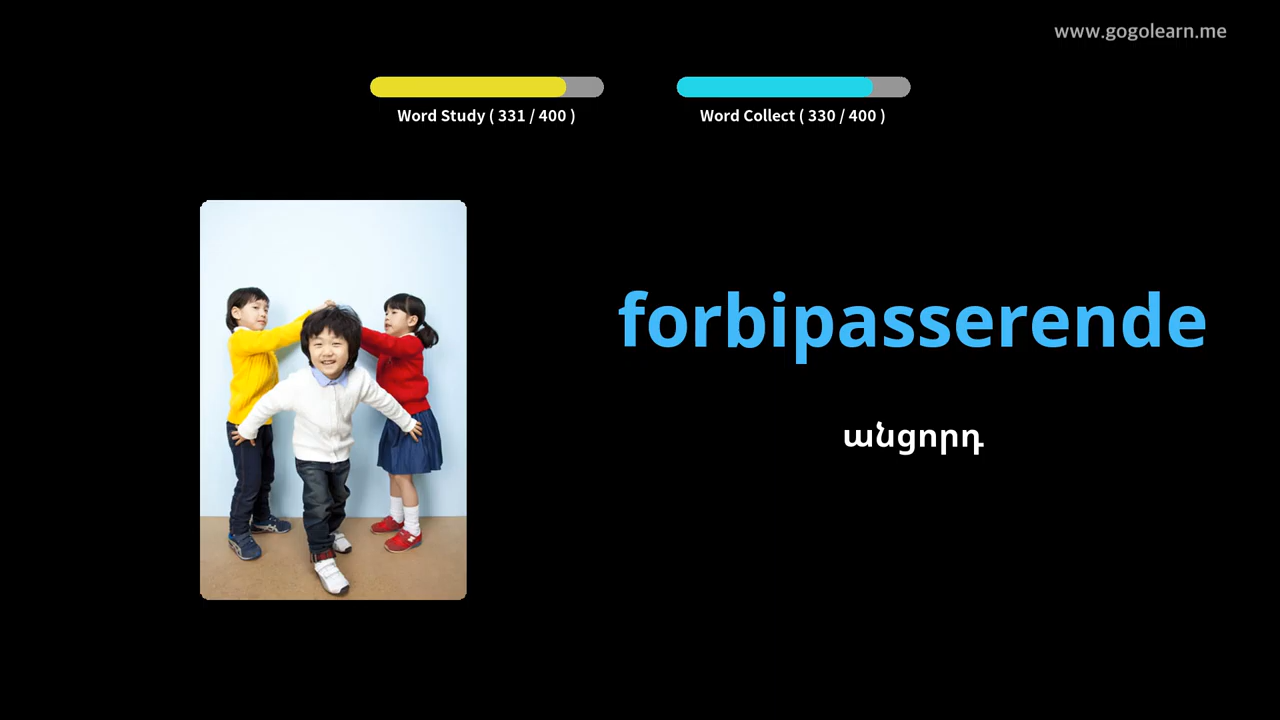 www.gogolearn.me
Word Study ( 331 / 400 )
Word Collect ( 330 / 400 )
forbipasserende
անցորդ